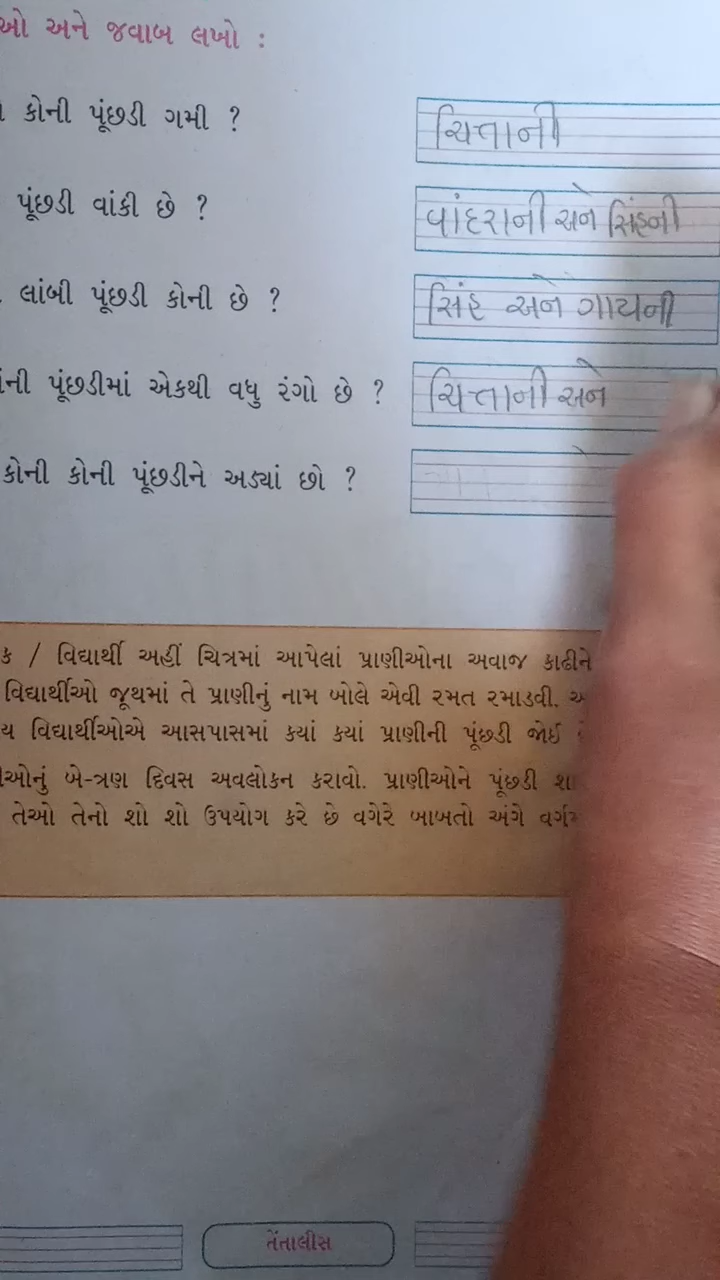 ઓ અને જવાબ લખો :
કોની પૂંછડી ગમી ? ચિત્તાની
પૂંછડી વાંકી છે ? વાંદરાની અને સિંહની
લાંબી પૂંછડી કોની છે ? સિંહ અને ગાયની
ની પૂંછડીમાં એકથી વધુ રંગો છે ? ચિત્તાની અને
કોની કોની પૂંછડીને અડ્યાં છો ?
ક / વિદ્યાર્થી અહીં ચિત્રમાં આપેલાં પ્રાણીઓના અવાજ કાઢીને
વિદ્યાર્થીઓ જૂથમાં તે પ્રાણીનું નામ બોલે એવી રમત રમાડવી.
ય વિદ્યાર્થીઓએ આસપાસમાં ક્યાં ક્યાં પ્રાણીની પૂંછડી જોઈ
ઓનું બે-ત્રણ દિવસ અવલોકન કરાવો. પ્રાણીઓને પૂંછડી
તેઓ તેનો શો શો ઉપયોગ કરે છે વગેરે બાબતો અંગે
તેંતાલીસ